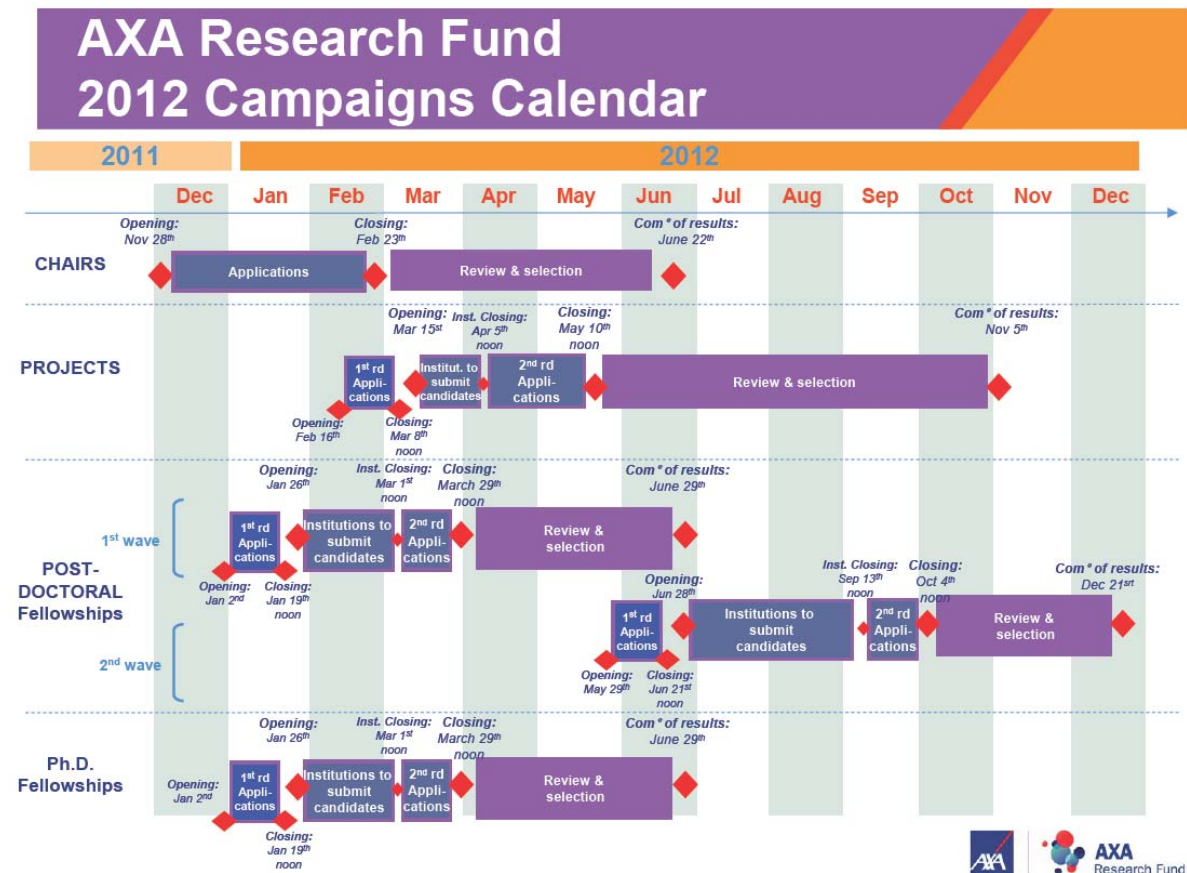 AXA Research Fund
2012 Campaigns Calendar
2011
2012
Dec Jan Feb Mar Apr May Jun Jul Aug Sep Oct Nov Dec
CHAIRS
Opening:
Nov 28th
Closing:
Feb 23th
Com° of results:
June 22th
Applications
Review & selection
PROJECTS
Opening:
Mar 15st
Inst. Closing:
Apr 5th
noon
Closing:
May 10th
noon
Com° of results:
Nov 5th
1st rd
Appli-
cations
Institut. to
submit
candidates
2nd rd
Appli-
cations
Review & selection
Opening:
Feb 16th
Closing:
Mar 8th
noon
POST-
DOCTORAL
Fellowships
1st wave
Opening:
Jan 26th
Inst. Closing:
Mar 1st
noon
Closing:
March 29th
noon
Com° of results:
June 29th
1st rd
Appli-
cations
Institutions to
submit
candidates
2nd rd
Appli-
cations
Review &
selection
Opening:
Jan 2nd
Closing:
Jan 19th
noon
2nd wave
Opening:
Jun 28th
Inst. Closing:
Sep 13th
noon
Closing:
Oct 4th
noon
Com° of results:
Dec 21srt
1st rd
Appli-
cations
Institutions to
submit
candidates
2nd rd
Appli-
cations
Review &
selection
Opening:
May 29th
Closing:
Jun 21st
noon
Ph.D.
Fellowships
Opening:
Jan 26th
Inst. Closing:
Mar 1st
noon
Closing:
March 29th
noon
Com° of results:
June 29th
Opening:
Jan 2nd
1st rd
Appli-
cations
Institutions to
submit
candidates
2nd rd
Appli-
cations
Review &
selection
Closing:
Jan 19th
noon
AXA
AXA
Research Fund